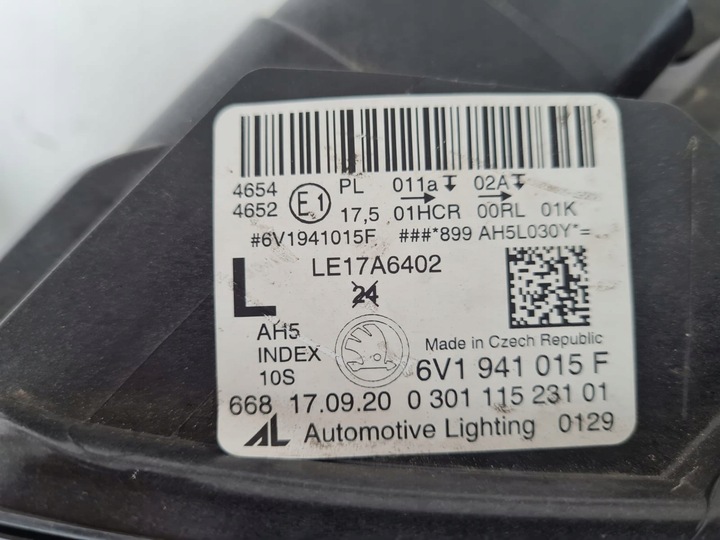 4654 E1 PL 011a 02A
4652 17,5 01HCR 00RL 01K
#6V1941015F ###*899 AH5L030Y*=
L LE17A6402
24
AH5
INDEX
10S
Made in Czech Republic
6V1 941 015 F
668 17.09.20 0 301 115 231 01
AL Automotive Lighting 0129